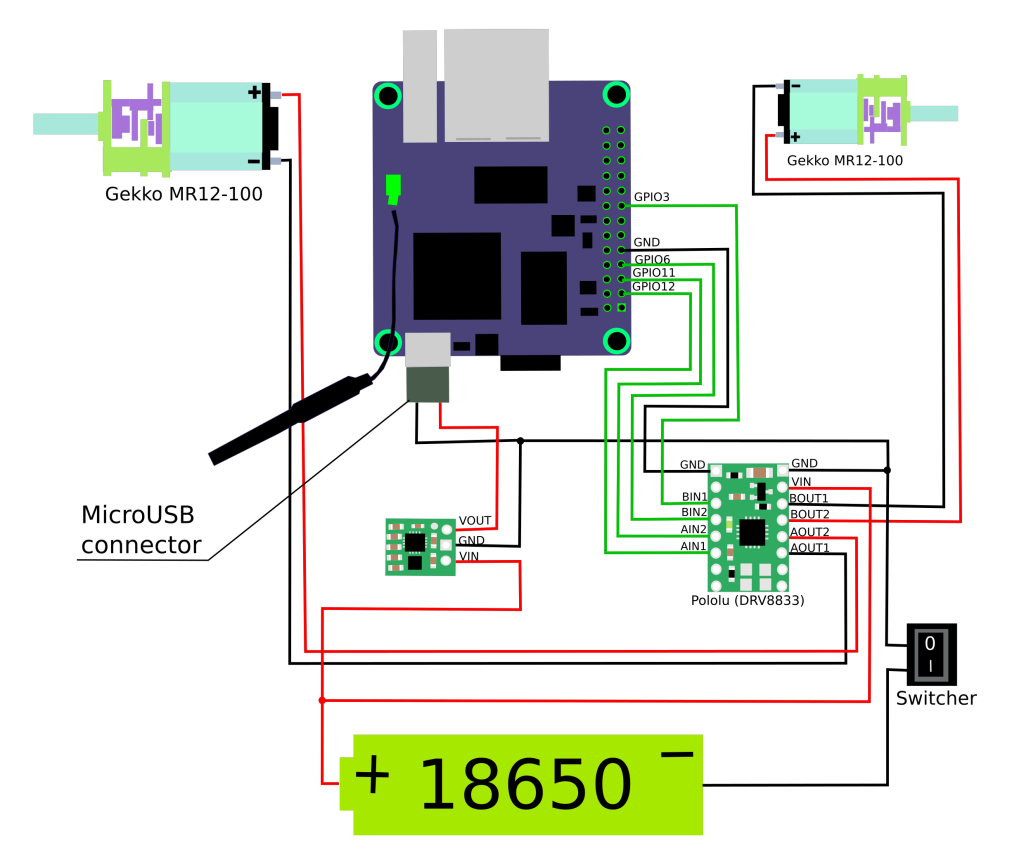 +
−
Gekko MR12-100
−
+
Gekko MR12-100
GPIO3
GND
GPIO6
GPIO11
GPIO12
MicroUSB
connector
VOUT
GND
VIN
GND
BIN1
BIN2
AIN2
AIN1
GND
VIN
BOUT1
BOUT2
AOUT2
AOUT1
Pololu (DRV8833)
0
I
Switcher
+ 18650 −